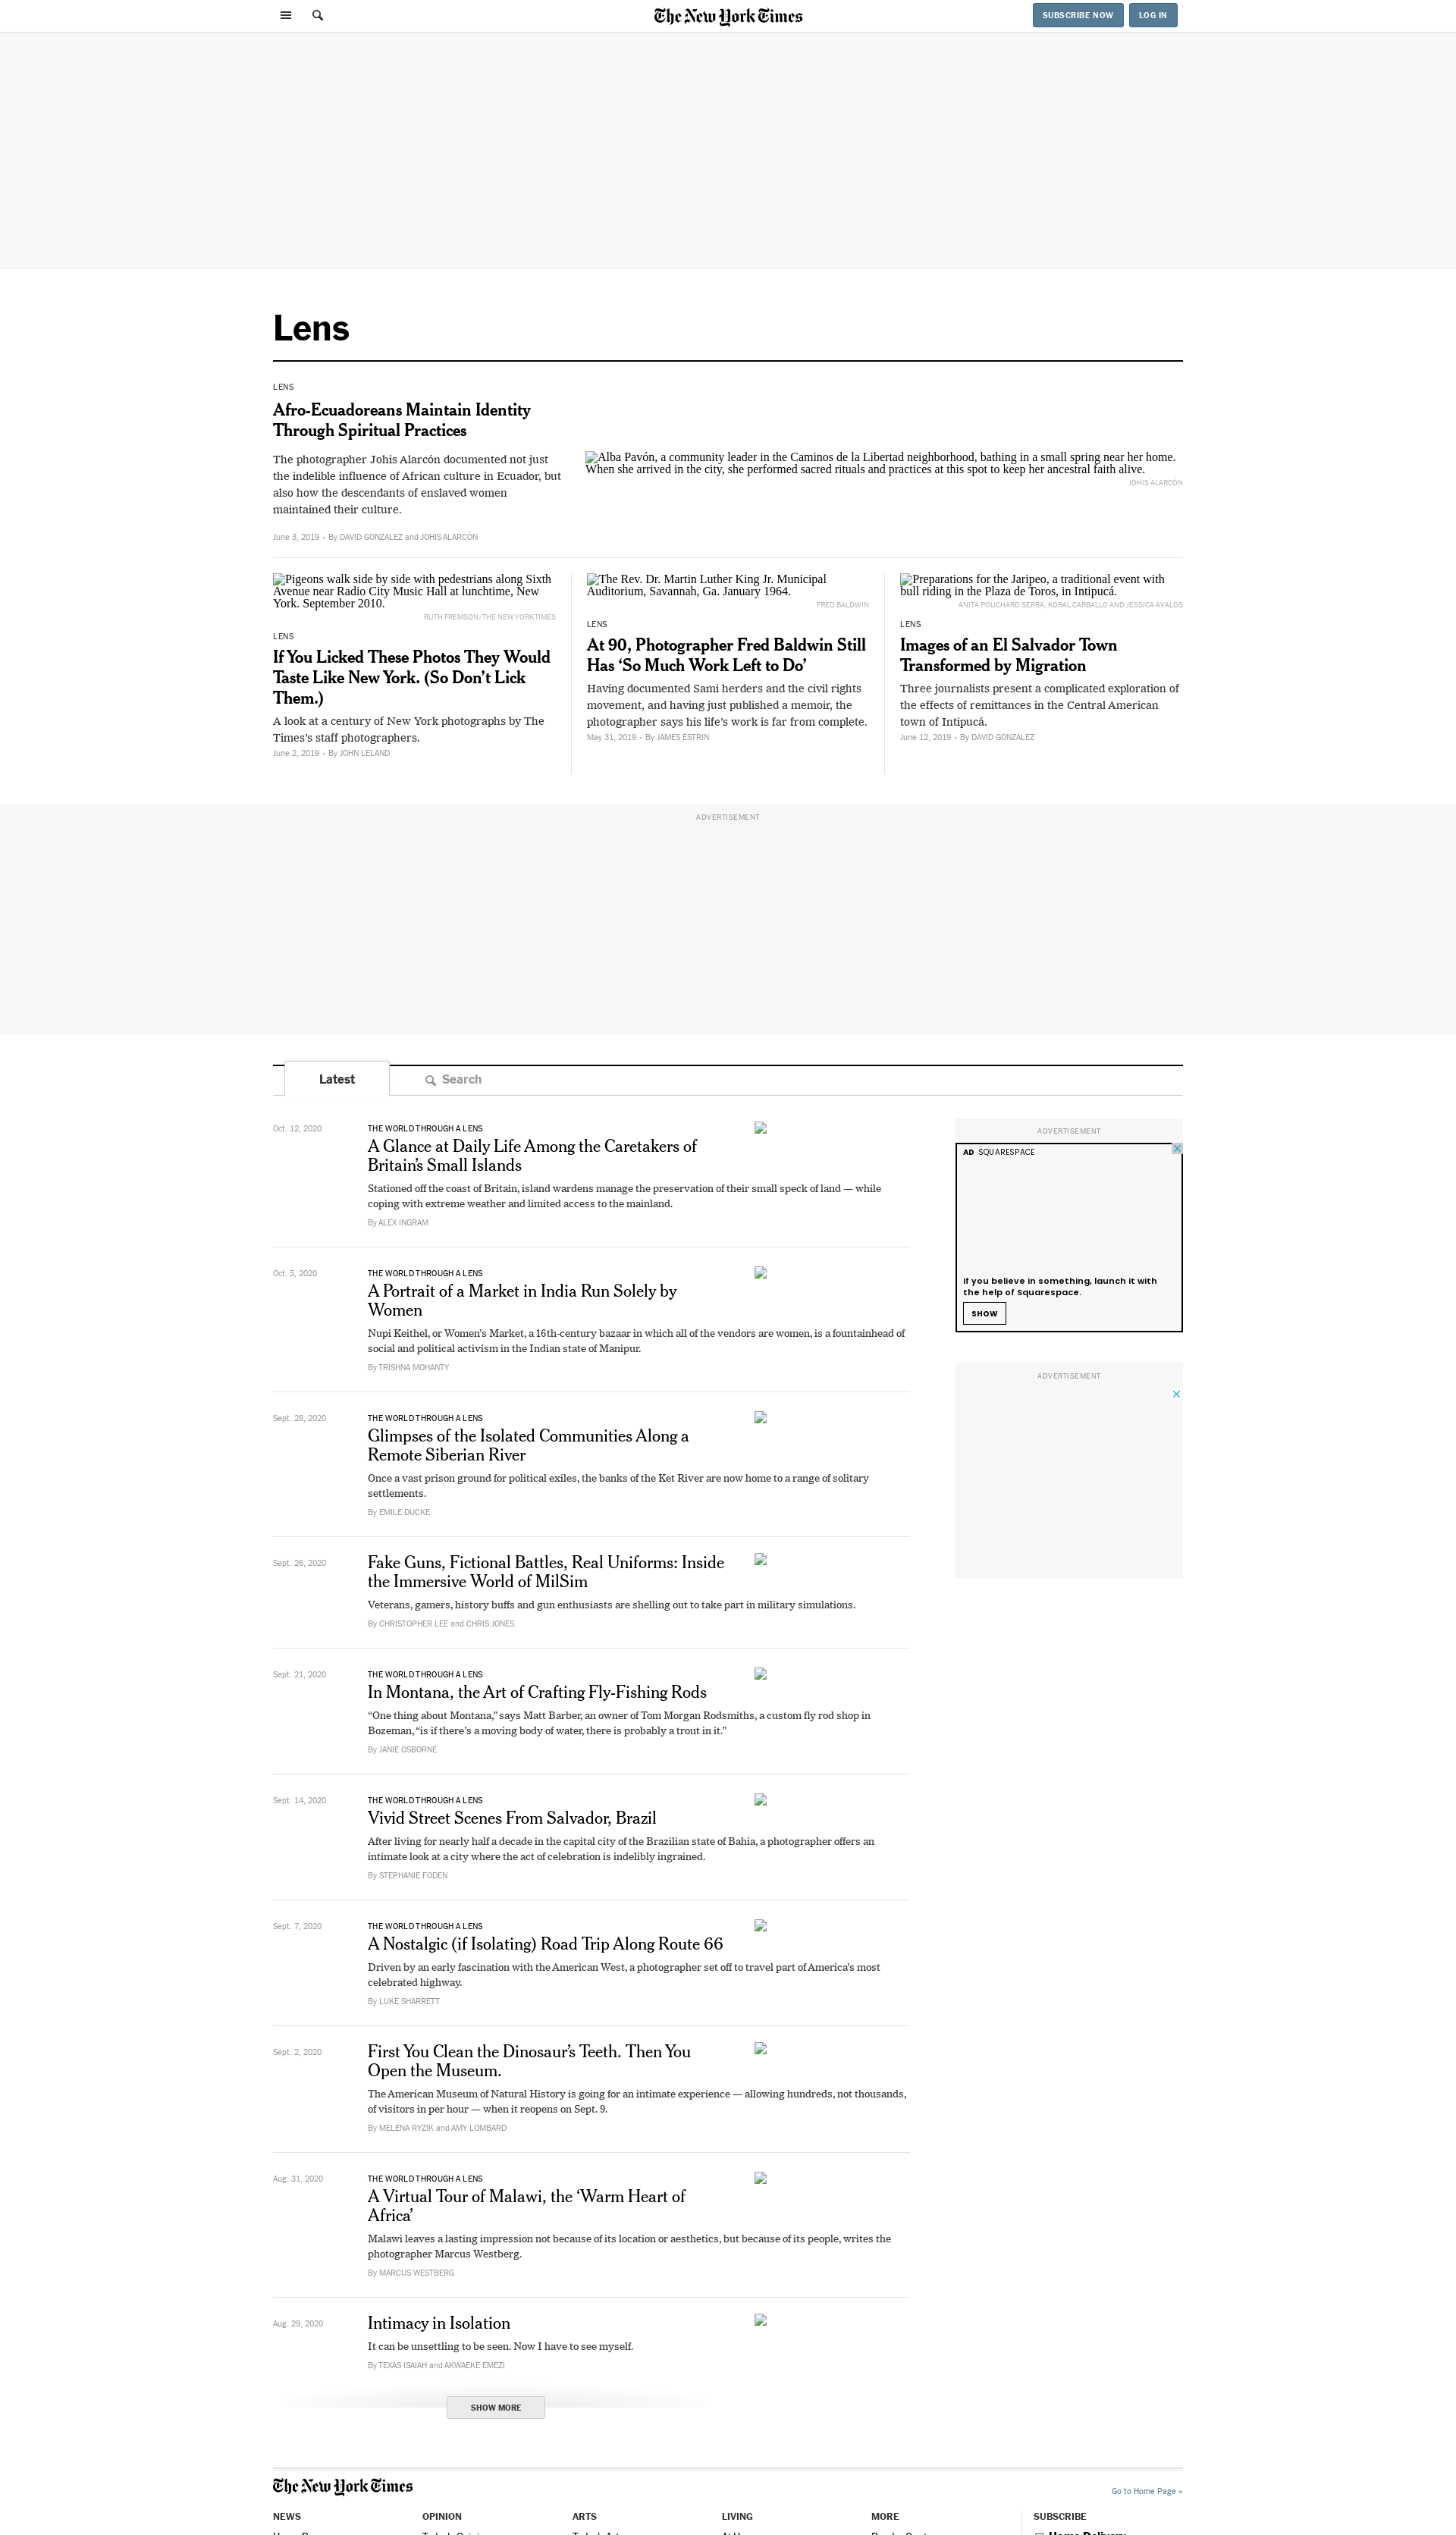 The New York Times
SUBSCRIBE NOW
LOG IN
Lens
LENS
Afro-Ecuadoreans Maintain Identity
Through Spiritual Practices
The photographer Johis Alarcón documented not just
the indelible influence of African culture in Ecuador, but
also how the descendants of enslaved women
maintained their culture.
June 3, 2019 • By DAVID GONZALEZ and JOHIS ALARCÓN
Alba Pavón, a community leader in the Caminos de la Libertad neighborhood, bathing in a small spring near her home.
When she arrived in the city, she performed sacred rituals and practices at this spot to keep her ancestral faith alive.
JOHIS ALARCÓN
Pigeons walk side by side with pedestrians along Sixth
Avenue near Radio City Music Hall at lunchtime, New
York. September 2010.
RUTH FREMSON/THE NEW YORK TIMES
LENS
If You Licked These Photos They Would
Taste Like New York. (So Don’t Lick
Them.)
A look at a century of New York photographs by The
Times’s staff photographers.
June 2, 2019 • By JOHN LELAND
The Rev. Dr. Martin Luther King Jr. Municipal
Auditorium, Savannah, Ga. January 1964.
FRED BALDWIN
LENS
At 90, Photographer Fred Baldwin Still
Has ‘So Much Work Left to Do’
Having documented Sami herders and the civil rights
movement, and having just published a memoir, the
photographer says his life’s work is far from complete.
May 31, 2019 • By JAMES ESTRIN
Preparations for the Jaripeo, a traditional event with
bull riding in the Plaza de Toros, in Intipucá.
ANITA POUCHARD SERRA, KORAL CARBALLO AND JESSICA AVALOS
LENS
Images of an El Salvador Town
Transformed by Migration
Three journalists present a complicated exploration of
the effects of remittances in the Central American
town of Intipucá.
June 12, 2019 • By DAVID GONZALEZ
ADVERTISEMENT
Latest
Search
Oct. 12, 2020
THE WORLD THROUGH A LENS
A Glance at Daily Life Among the Caretakers of
Britain’s Small Islands
Stationed off the coast of Britain, island wardens manage the preservation of their small speck of land — while
coping with extreme weather and limited access to the mainland.
By ALEX INGRAM
Oct. 5, 2020
THE WORLD THROUGH A LENS
A Portrait of a Market in India Run Solely by
Women
Nupi Keithel, or Women’s Market, a 16th-century bazaar in which all of the vendors are women, is a fountainhead of
social and political activism in the Indian state of Manipur.
By TRISHNA MOHANTY
Sept. 28, 2020
THE WORLD THROUGH A LENS
Glimpses of the Isolated Communities Along a
Remote Siberian River
Once a vast prison ground for political exiles, the banks of the Ket River are now home to a range of solitary
settlements.
By EMILE DUCKE
Sept. 26, 2020
Fake Guns, Fictional Battles, Real Uniforms: Inside
the Immersive World of MilSim
Veterans, gamers, history buffs and gun enthusiasts are shelling out to take part in military simulations.
By CHRISTOPHER LEE and CHRIS JONES
Sept. 21, 2020
THE WORLD THROUGH A LENS
In Montana, the Art of Crafting Fly-Fishing Rods
“One thing about Montana,” says Matt Barber, an owner of Tom Morgan Rodsmiths, a custom fly rod shop in
Bozeman, “is if there’s a moving body of water, there is probably a trout in it.”
By JANIE OSBORNE
Sept. 14, 2020
THE WORLD THROUGH A LENS
Vivid Street Scenes From Salvador, Brazil
After living for nearly half a decade in the capital city of the Brazilian state of Bahia, a photographer offers an
intimate look at a city where the act of celebration is indelibly ingrained.
By STEPHANIE FODEN
Sept. 7, 2020
THE WORLD THROUGH A LENS
A Nostalgic (if Isolating) Road Trip Along Route 66
Driven by an early fascination with the American West, a photographer set off to travel part of America’s most
celebrated highway.
By LUKE SHARRETT
Sept. 2, 2020
First You Clean the Dinosaur’s Teeth. Then You
Open the Museum.
The American Museum of Natural History is going for an intimate experience — allowing hundreds, not thousands,
of visitors in per hour — when it reopens on Sept. 9.
By MELENA RYZIK and AMY LOMBARD
Aug. 31, 2020
THE WORLD THROUGH A LENS
A Virtual Tour of Malawi, the ‘Warm Heart of
Africa’
Malawi leaves a lasting impression not because of its location or aesthetics, but because of its people, writes the
photographer Marcus Westberg.
By MARCUS WESTBERG
Aug. 29, 2020
Intimacy in Isolation
It can be unsettling to be seen. Now I have to see myself.
By TEXAS ISAIAH and AKWAEKE EMEZI
SHOW MORE
ADVERTISEMENT
AD SQUARESPACE
If you believe in something, launch it with
the help of Squarespace.
SHOW
ADVERTISEMENT
The New York Times
Go to Home Page »
NEWS
OPINION
ARTS
LIVING
MORE
SUBSCRIBE